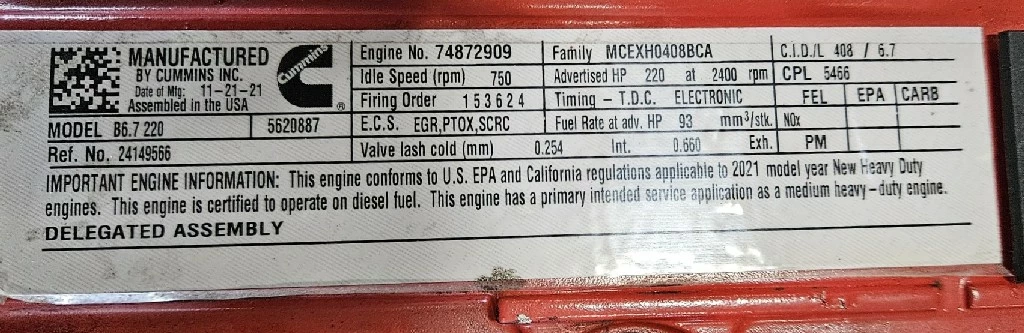 MANUFACTURED
BY CUMMINS INC.
Date of Mfg: 11-21-21
Assembled in the USA
Cummins
®
MODEL B6.7 220 5620887
Ref. No. 24149566
Engine No. 74872909 Family MCEXH0408BCA C.I.D./L 408 / 6.7
Idle Speed (rpm) 750 Advertised HP 220 at 2400 rpm CPL 5466
Firing Order 1 5 3 6 2 4 Timing - T.D.C. ELECTRONIC FEL EPA CARB
E.C.S. EGR,PTOX,SCRC Fuel Rate at adv. HP 93 mm³/stk. NOx
Valve lash cold (mm) 0.254 Int. 0.660 Exh. PM
IMPORTANT ENGINE INFORMATION: This engine conforms to U.S. EPA and California regulations applicable to 2021 model year New Heavy Duty
engines. This engine is certified to operate on diesel fuel. This engine has a primary intended service application as a medium heavy-duty engine.
DELEGATED ASSEMBLY